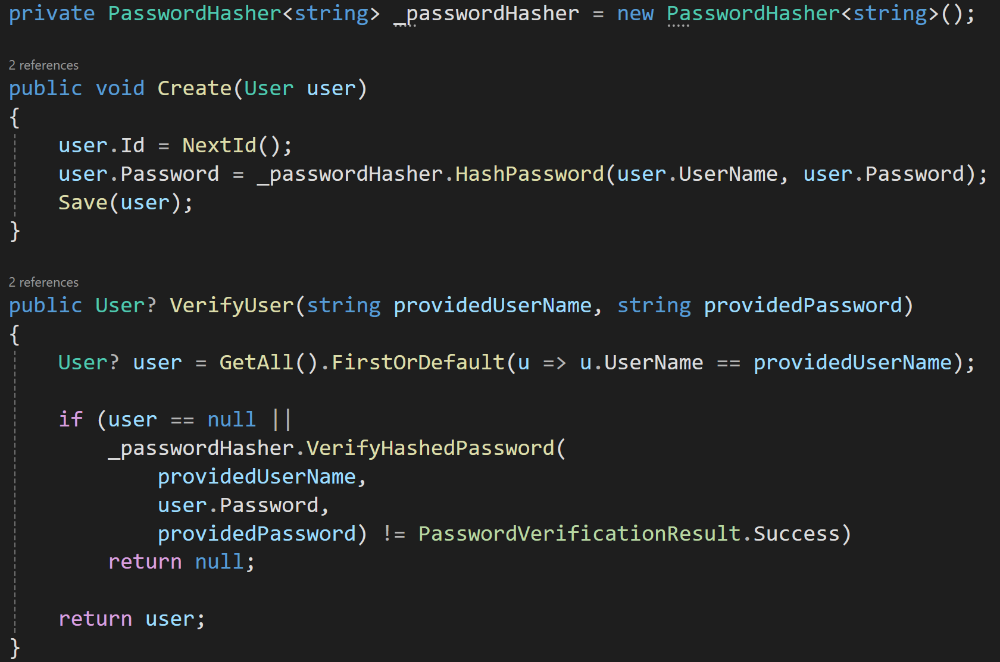 private PasswordHasher<string> _passwordHasher = new PasswordHasher<string>();
2 references
public void Create(User user)
{
    user.Id = NextId();
    user.Password = _passwordHasher.HashPassword(user.UserName, user.Password);
    Save(user);
}
2 references
public User? VerifyUser(string providedUserName, string providedPassword)
{
    User? user = GetAll().FirstOrDefault(u => u.UserName == providedUserName);
    if (user == null ||
        _passwordHasher.VerifyHashedPassword(
            providedUserName,
            user.Password,
            providedPassword) != PasswordVerificationResult.Success)
        return null;
    return user;
}